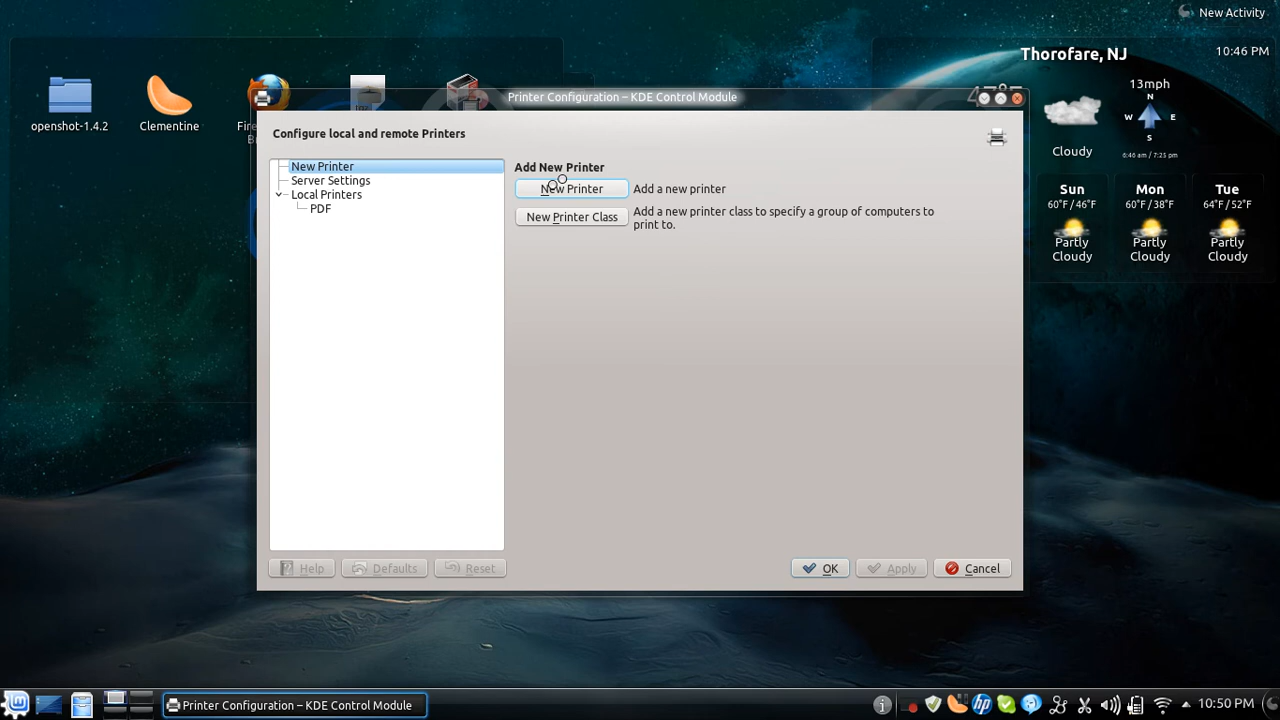 New Activity
Thorofare, NJ
10:46 PM
openshot-1.4.2
Clementine
13mph
N
W E
S
6:46 am / 7:25 pm
Cloudy
Sun
60°F / 46°F
Partly
Cloudy
Mon
60°F / 38°F
Partly
Cloudy
Tue
64°F / 52°F
Partly
Cloudy
Printer Configuration – KDE Control Module
Configure local and remote Printers
New Printer
Server Settings
Local Printers
PDF
Add New Printer
New Printer
Add a new printer
New Printer Class
Add a new printer class to specify a group of computers
to print to.
Help
Defaults
Reset
OK
Apply
Cancel
Printer Configuration – KDE Control Module
10:50 PM